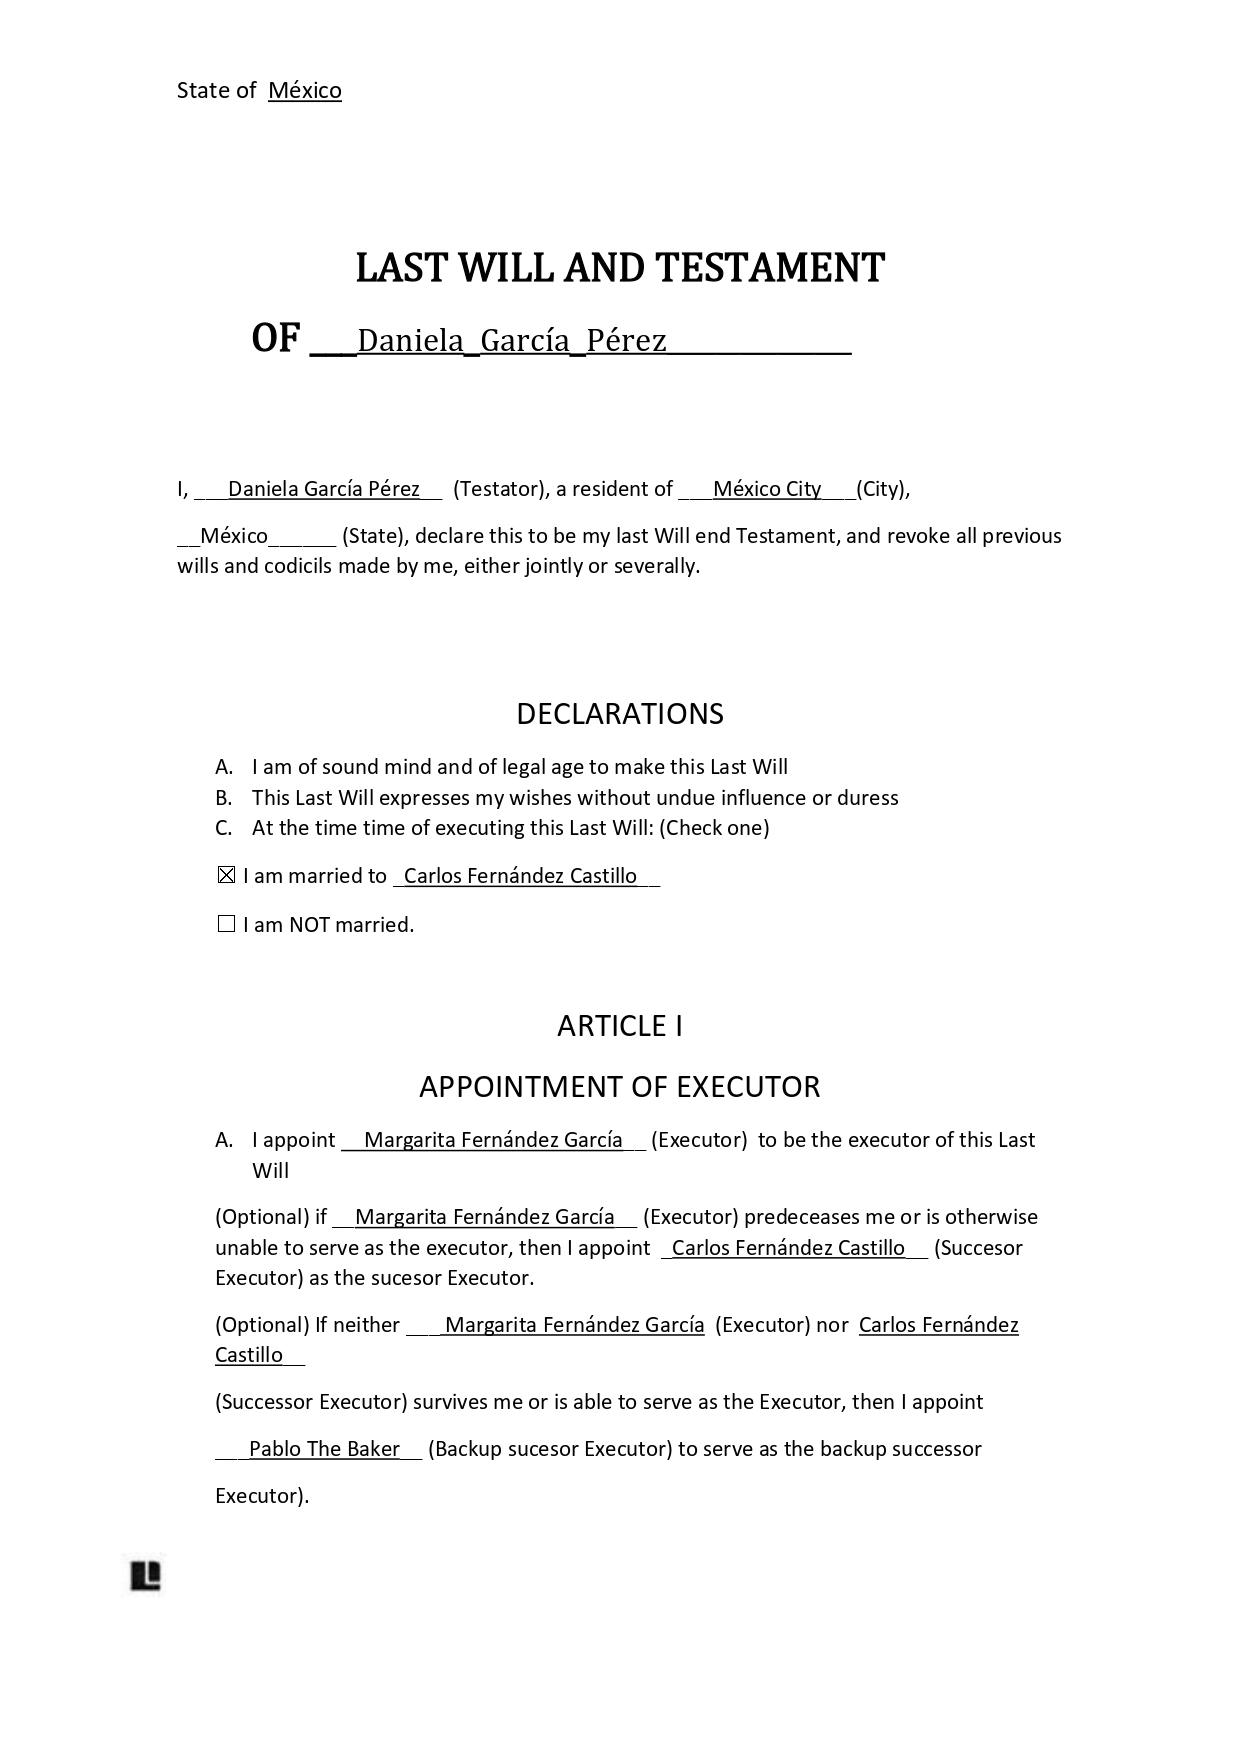 State of México
LAST WILL AND TESTAMENT
OF ___Daniela_García_Pérez____________
I, ___Daniela García Pérez__ (Testator), a resident of ___México City___(City),
__México______ (State), declare this to be my last Will end Testament, and revoke all previous
wills and codicils made by me, either jointly or severally.
DECLARATIONS
A. I am of sound mind and of legal age to make this Last Will
B. This Last Will expresses my wishes without undue influence or duress
C. At the time time of executing this Last Will: (Check one)
☒ I am married to _Carlos Fernández Castillo__
☐ I am NOT married.
ARTICLE I
APPOINTMENT OF EXECUTOR
A. I appoint __Margarita Fernández García__ (Executor) to be the executor of this Last
Will
(Optional) if __Margarita Fernández García__ (Executor) predeceases me or is otherwise
unable to serve as the executor, then I appoint _Carlos Fernández Castillo__ (Succesor
Executor) as the sucesor Executor.
(Optional) If neither ___Margarita Fernández García (Executor) nor Carlos Fernández
Castillo__
(Successor Executor) survives me or is able to serve as the Executor, then I appoint
___Pablo The Baker__ (Backup sucesor Executor) to serve as the backup successor
Executor).